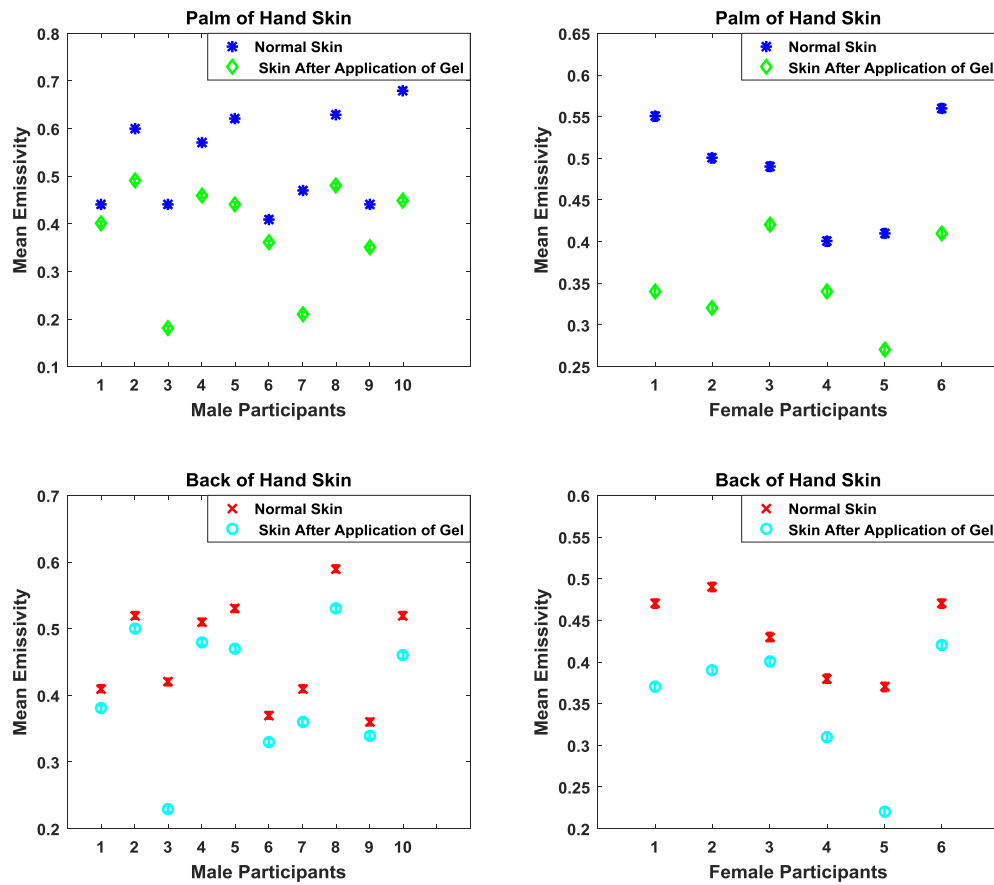 Palm of Hand Skin
Normal Skin
Skin After Application of Gel
0.8
0.7
0.6
0.5
0.4
0.3
0.2
0.1
Mean Emissivity
1 2 3 4 5 6 7 8 9 10
Male Participants
Palm of Hand Skin
Normal Skin
Skin After Application of Gel
0.65
0.6
0.55
0.5
0.45
0.4
0.35
0.3
0.25
Mean Emissivity
1 2 3 4 5 6
Female Participants
Back of Hand Skin
Normal Skin
Skin After Application of Gel
0.7
0.6
0.5
0.4
0.3
0.2
Mean Emissivity
1 2 3 4 5 6 7 8 9 10
Male Participants
Back of Hand Skin
Normal Skin
Skin After Application of Gel
0.6
0.55
0.5
0.45
0.4
0.35
0.3
0.25
0.2
Mean Emissivity
1 2 3 4 5 6
Female Participants